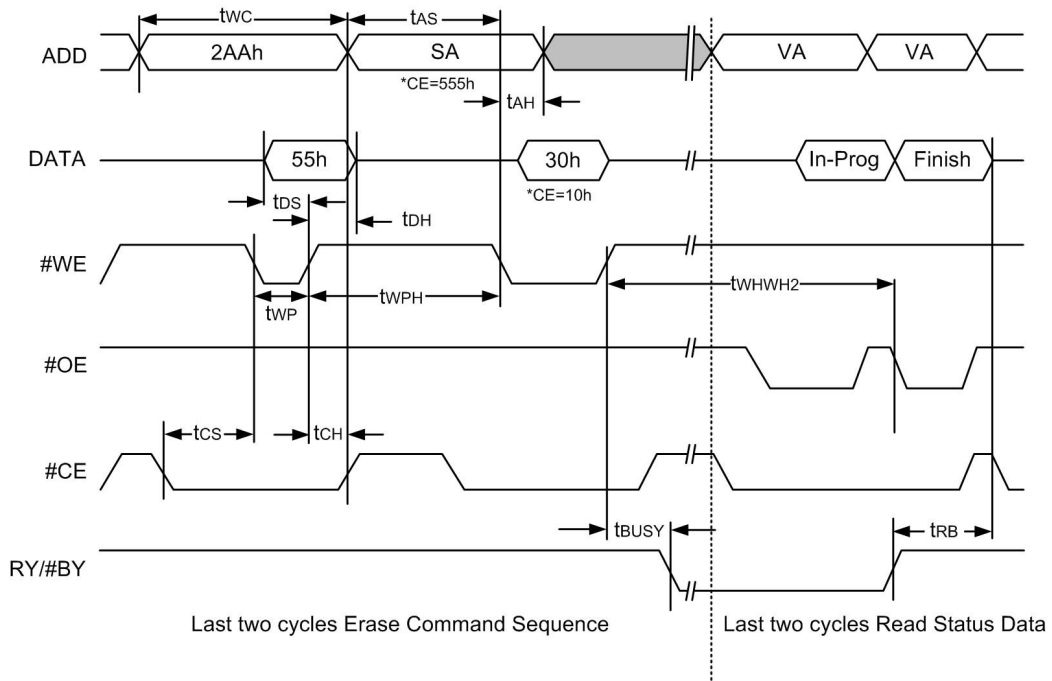 tWC
tAS
ADD
2AAh
SA
VA
VA
*CE=555h
tAH
DATA
55h
30h
In-Prog
Finish
*CE=10h
tDS
tDH
#WE
tWP
tWPH
tWHWH2
#OE
tCS
tCH
#CE
tBUSY
tRB
RY/#BY
Last two cycles Erase Command Sequence
Last two cycles Read Status Data